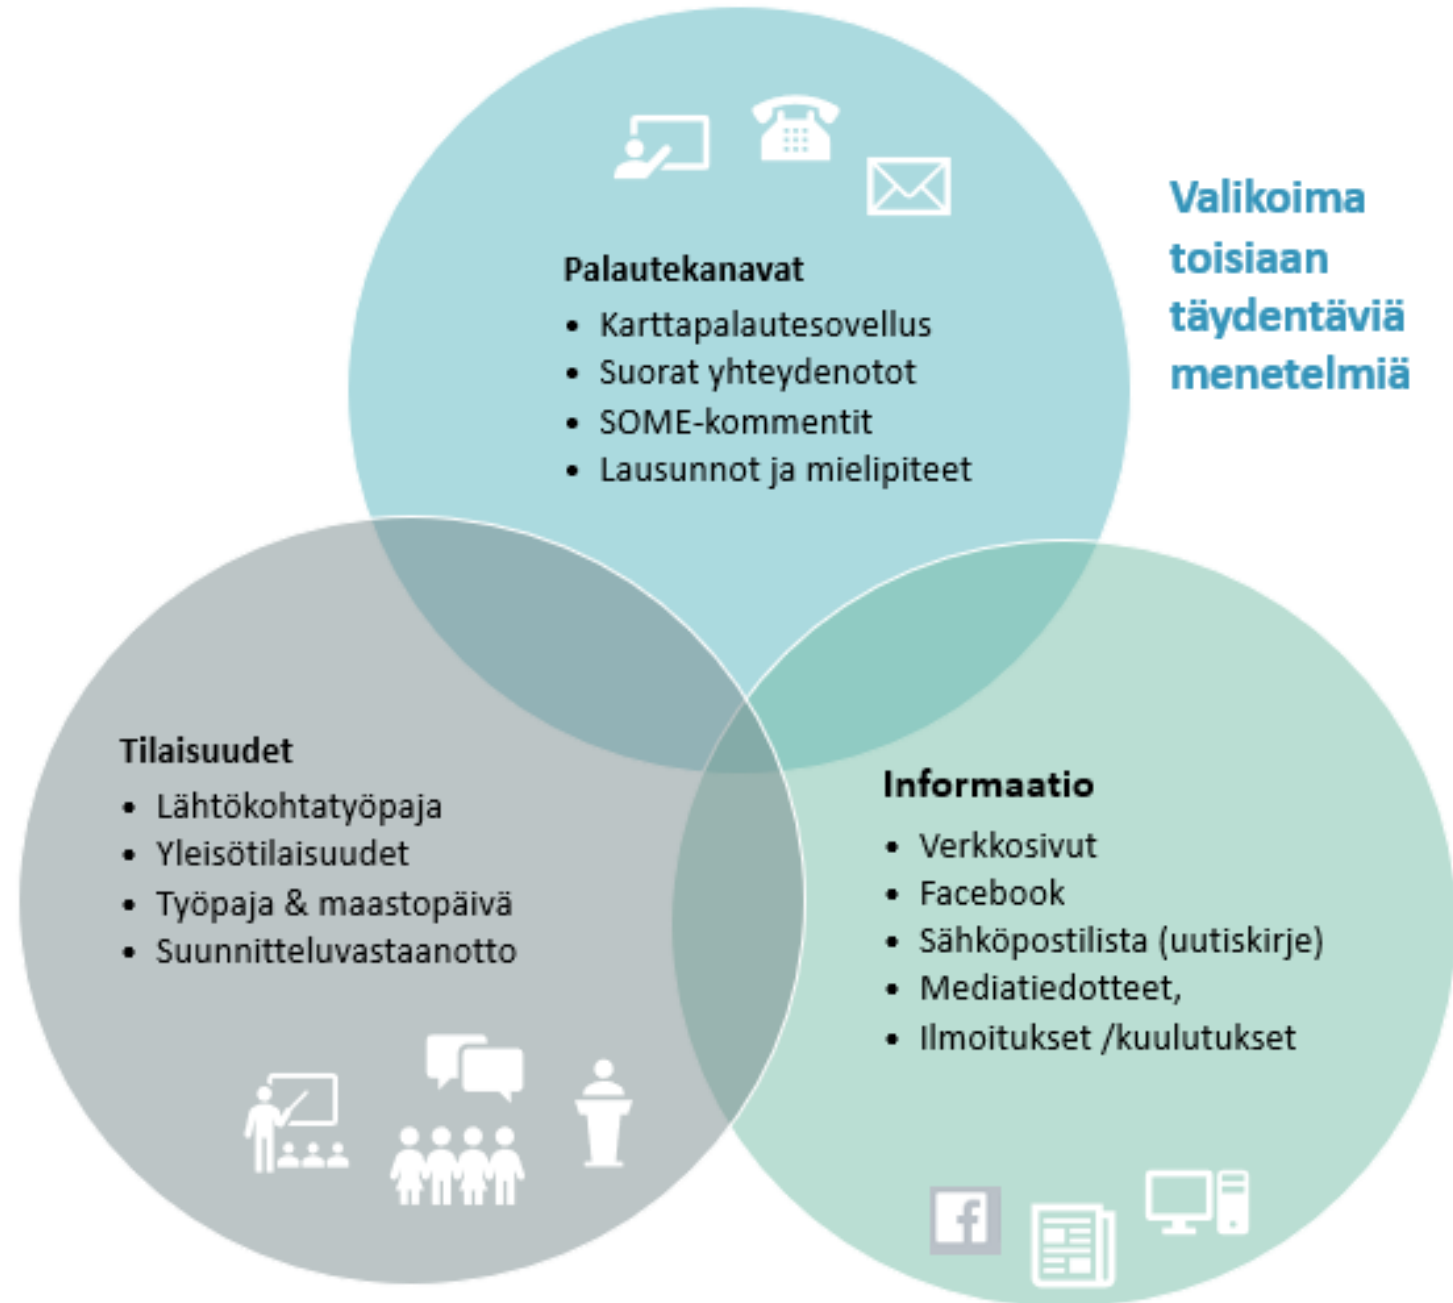 Valikoima
toisiaan
täydentäviä
menetelmiä
Palautekanavat
• Karttapalautesovellus
• Suorat yhteydenotot
• SOME-kommentit
• Lausunnot ja mielipiteet
Tilaisuudet
• Lähtökohtatyöpaja
• Yleisötilaisuudet
• Työpaja & maastopäivä
• Suunnitteluvastaanotto
Informaatio
• Verkkosivut
• Facebook
• Sähköpostilista (uutiskirje)
• Mediatiedotteet,
• Ilmoitukset /kuulutukset